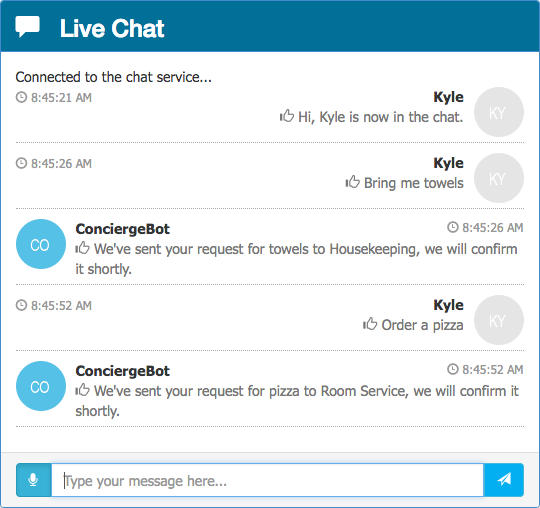 Live Chat
Connected to the chat service...
8:45:21 AM
Kyle
Hi, Kyle is now in the chat.
KY
8:45:26 AM
Kyle
Bring me towels
KY
CO
ConciergeBot
8:45:26 AM
We've sent your request for towels to Housekeeping, we will confirm
it shortly.
8:45:52 AM
Kyle
Order a pizza
KY
CO
ConciergeBot
8:45:52 AM
We've sent your request for pizza to Room Service, we will confirm it
shortly.
Type your message here...